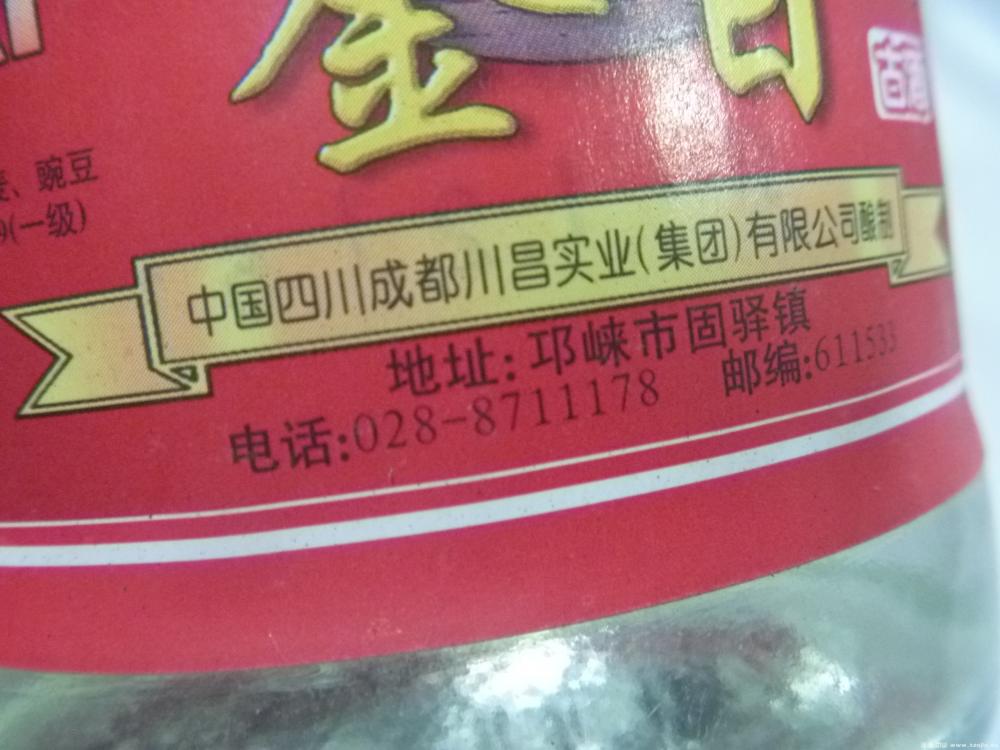 金
、豌豆
(一级)
中国四川成都川昌实业(集团)有限公司酿制
地址:邛崃市固驿镇
电话:028-8711178 邮编:611533